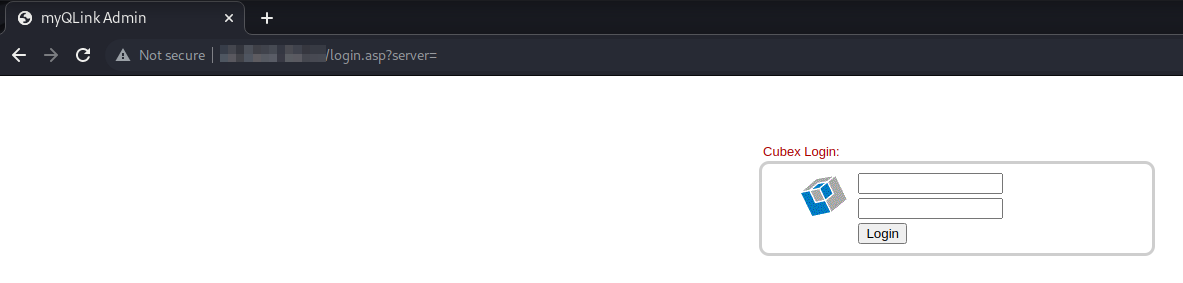 myQLink Admin
Not secure /login.asp?server=
Cubex Login:
Login